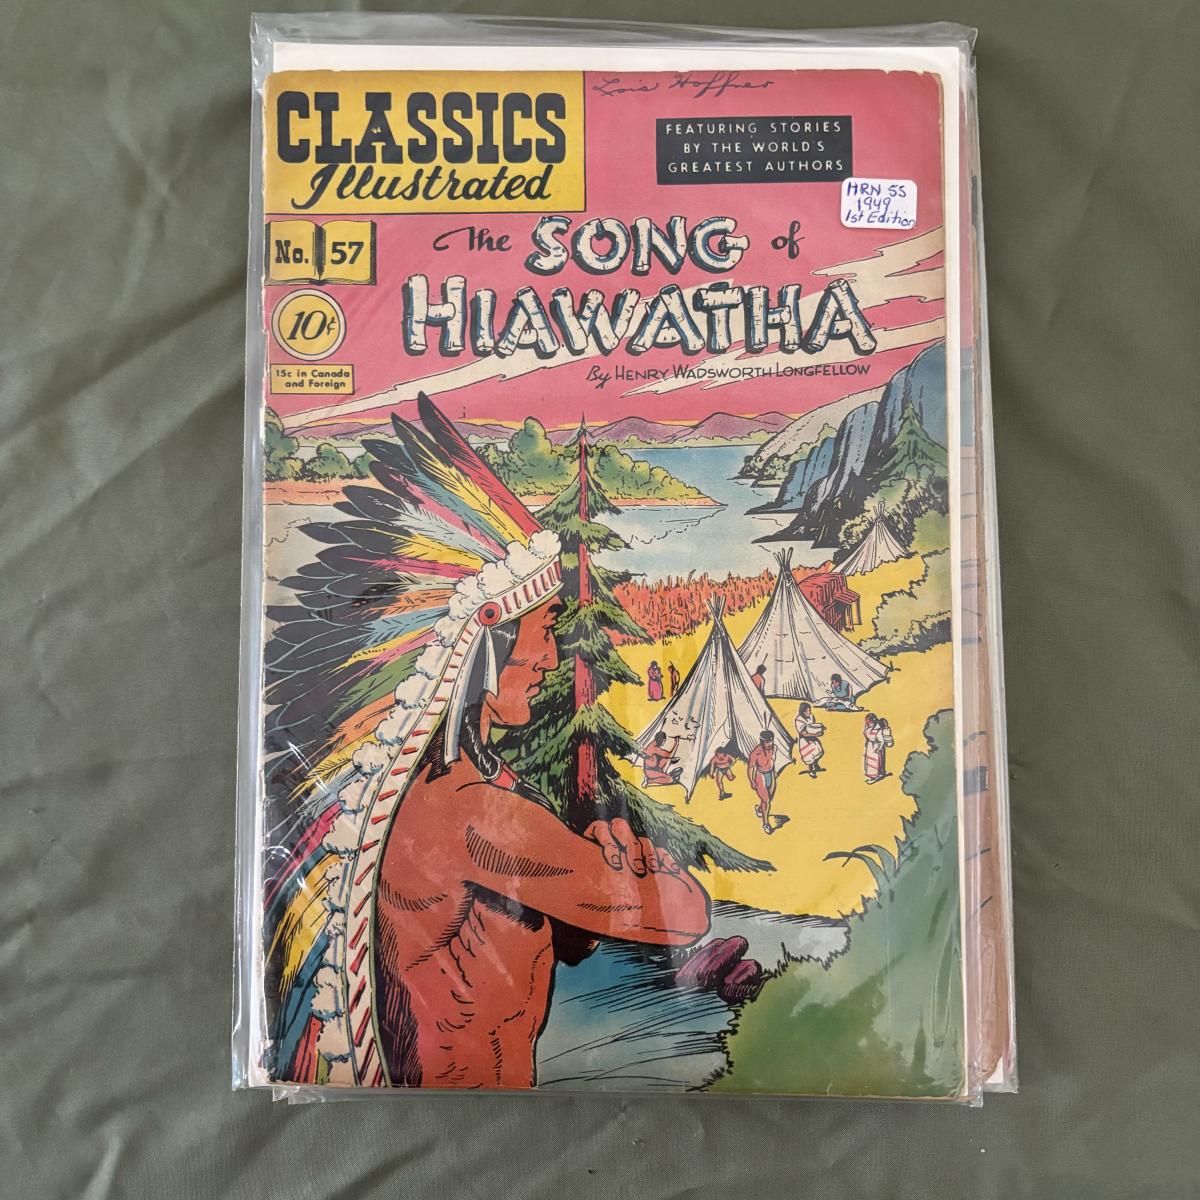 CLASSICS
Illustrated
Lois Hoffner
FEATURING STORIES
BY THE WORLD'S
GREATEST AUTHORS
HRN 55
1949
1st Edition
No. 57
The SONG of
HIAWATHA
By HENRY WADSWORTH LONGFELLOW
10¢
15c in Canada
and Foreign